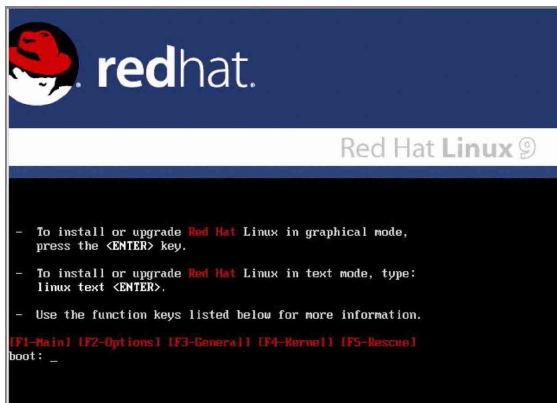 redhat.
Red Hat Linux 9
- To install or upgrade Red Hat Linux in graphical mode,
press the <ENTER> key.
- To install or upgrade Red Hat Linux in text mode, type:
linux text <ENTER>.
- Use the function keys listed below for more information.
[F1-Main] [F2-Options] [F3-General] [F4-Kernel] [F5-Rescue]
boot: _